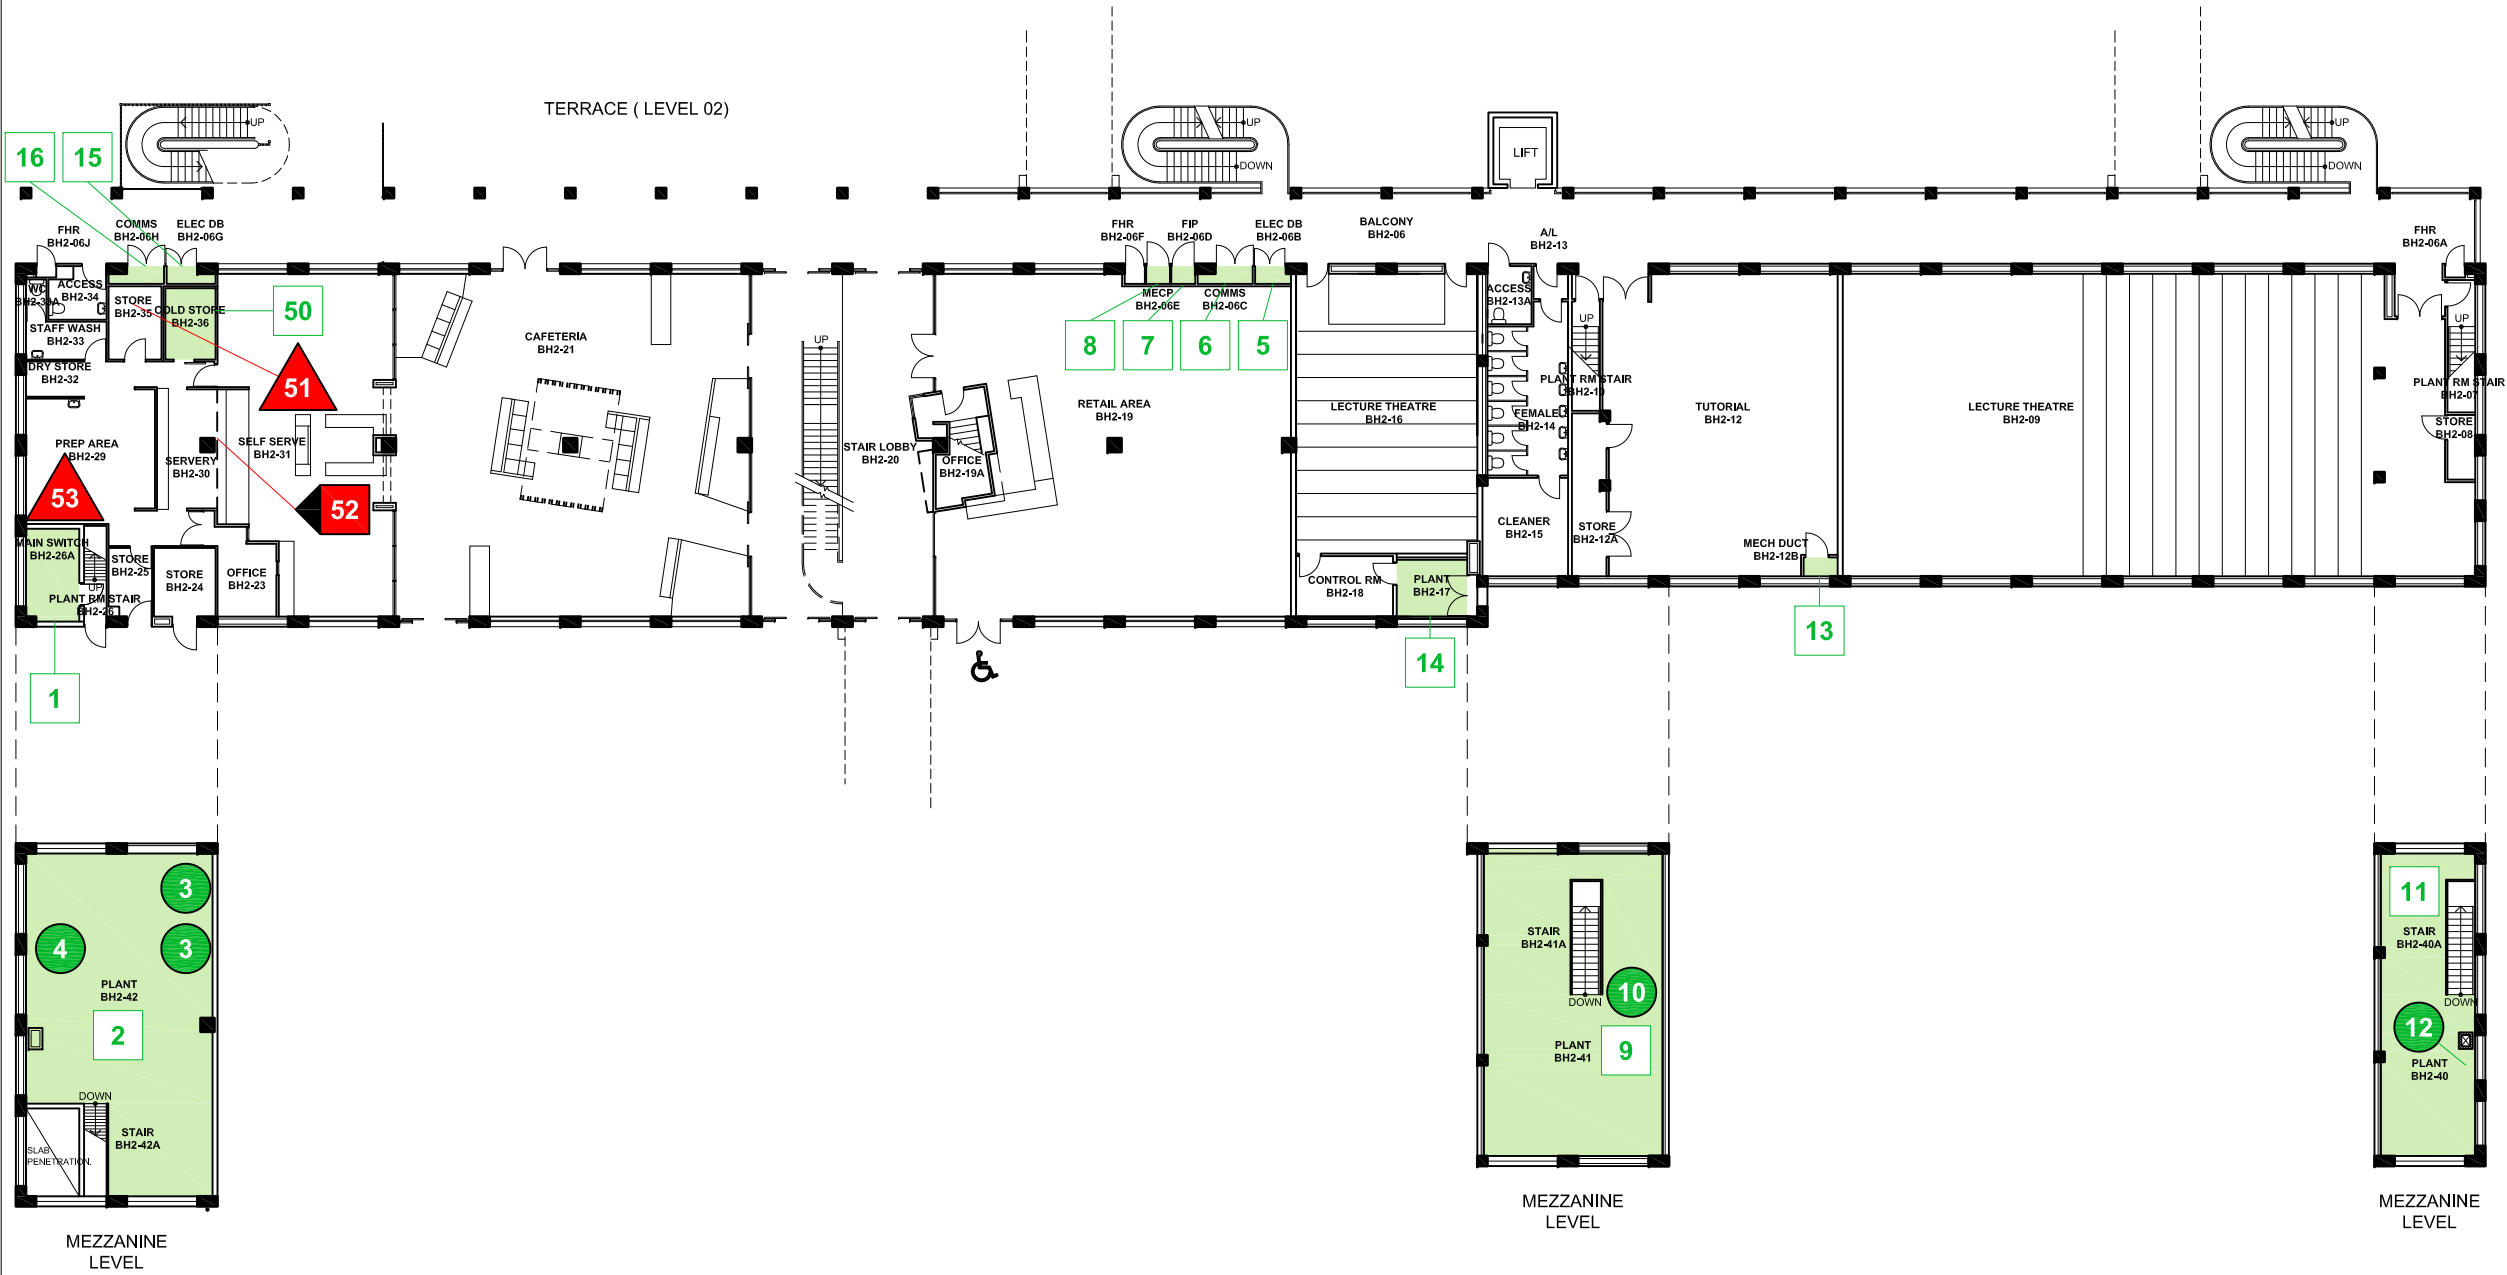 TERRACE ( LEVEL 02)
UP
UP
DOWN
LIFT
UP
DOWN
16
15
FHR
BH2-06J
COMMS
BH2-06H
ELEC DB
BH2-06G
FHR
BH2-06F
FIP
BH2-06D
ELEC DB
BH2-06B
BALCONY
BH2-06
A/L
BH2-13
FHR
BH2-06A
WC
BH2-33A
ACCESS
BH2-34
STORE
BH2-35
COLD STORE
BH2-36
50
STAFF WASH
BH2-33
DRY STORE
BH2-32
51
CAFETERIA
BH2-21
UP
MECP
BH2-06E
COMMS
BH2-06C
8
7
6
5
ACCESS
BH2-13A
UP
PLANT RM STAIR
BH2-10
UP
PLANT RM STAIR
BH2-07
PREP AREA
BH2-29
SERVERY
BH2-30
SELF SERVE
BH2-31
53
52
STAIR LOBBY
BH2-20
OFFICE
BH2-19A
RETAIL AREA
BH2-19
LECTURE THEATRE
BH2-16
FEMALE
BH2-14
TUTORIAL
BH2-12
LECTURE THEATRE
BH2-09
STORE
BH2-08
MAIN SWITCH
BH2-26A
STORE
BH2-25
STORE
BH2-24
OFFICE
BH2-23
UP
PLANT RM STAIR
BH2-26
CLEANER
BH2-15
STORE
BH2-12A
MECH DUCT
BH2-12B
CONTROL RM
BH2-18
PLANT
BH2-17
1
14
13
3
3
4
PLANT
BH2-42
2
DOWN
STAIR
BH2-42A
SLAB
PENETRATION.
MEZZANINE
LEVEL
STAIR
BH2-41A
DOWN
10
PLANT
BH2-41
9
MEZZANINE
LEVEL
11
STAIR
BH2-40A
DOWN
12
PLANT
BH2-40
MEZZANINE
LEVEL